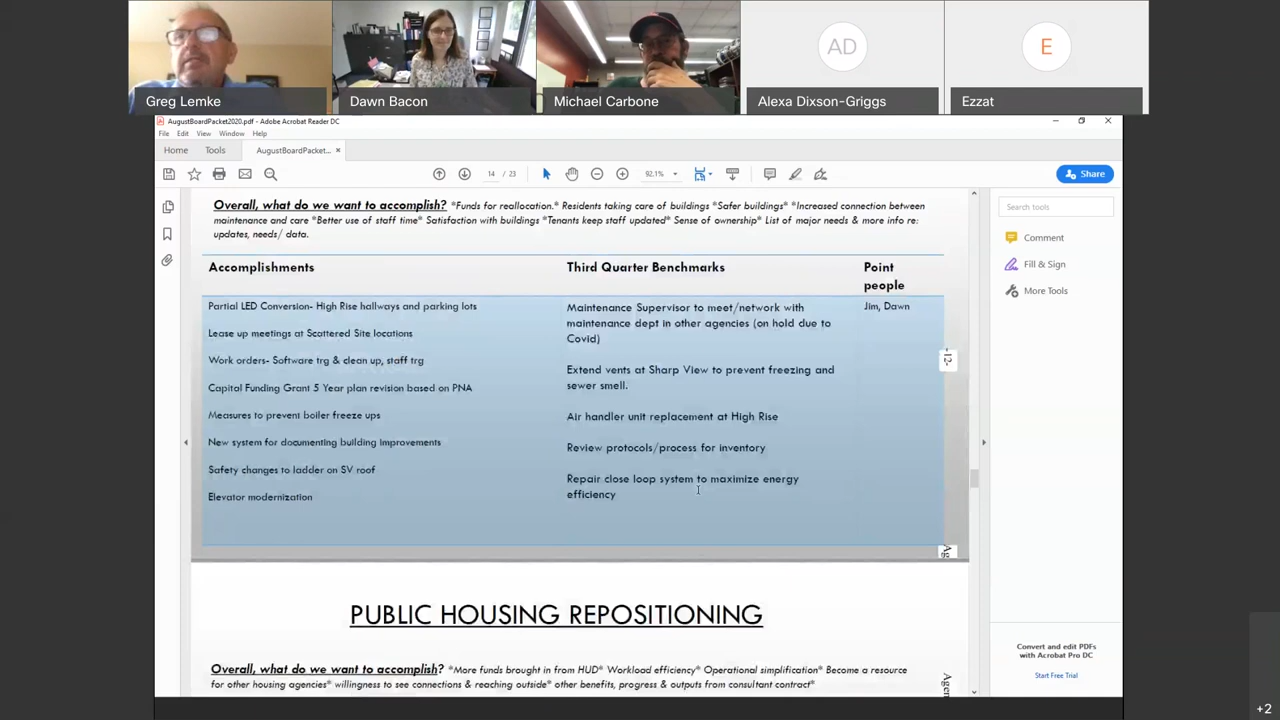 Greg Lemke
Dawn Bacon
Michael Carbone
AD
Alexa Dixson-Griggs
E
Ezzat
AugustBoardPacket2020.pdf - Adobe Acrobat Reader DC
File Edit View Window Help
Home Tools AugustBoardPacket...
14 / 23
92.1%
Share
Search tools
Comment
Fill & Sign
More Tools
Overall, what do we want to accomplish? *Funds for reallocation.* Residents taking care of buildings *Safer buildings* *Increased connection between
maintenance and care *Better use of staff time* Satisfaction with buildings *Tenants keep staff updated* Sense of ownership* List of major needs & more info re:
updates, needs/ data.
Accomplishments
Third Quarter Benchmarks
Point
people
Partial LED Conversion- High Rise hallways and parking lots
Lease up meetings at Scattered Site locations
Work orders- Software trg & clean up, staff trg
Capital Funding Grant 5 Year plan revision based on PNA
Measures to prevent boiler freeze ups
New system for documenting building improvements
Safety changes to ladder on SV roof
Elevator modernization
Maintenance Supervisor to meet/network with
maintenance dept in other agencies (on hold due to
Covid)
Extend vents at Sharp View to prevent freezing and
sewer smell.
Air handler unit replacement at High Rise
Review protocols/process for inventory
Repair close loop system to maximize energy
efficiency
Jim, Dawn
-12-
Ag
PUBLIC HOUSING REPOSITIONING
Overall, what do we want to accomplish? *More funds brought in from HUD* Workload efficiency* Operational simplification* Become a resource
for other housing agencies* willingness to see connections & reaching outside* other benefits, progress & outputs from consultant contract*
Agen
Convert and edit PDFs
with Acrobat Pro DC
Start Free Trial
+2